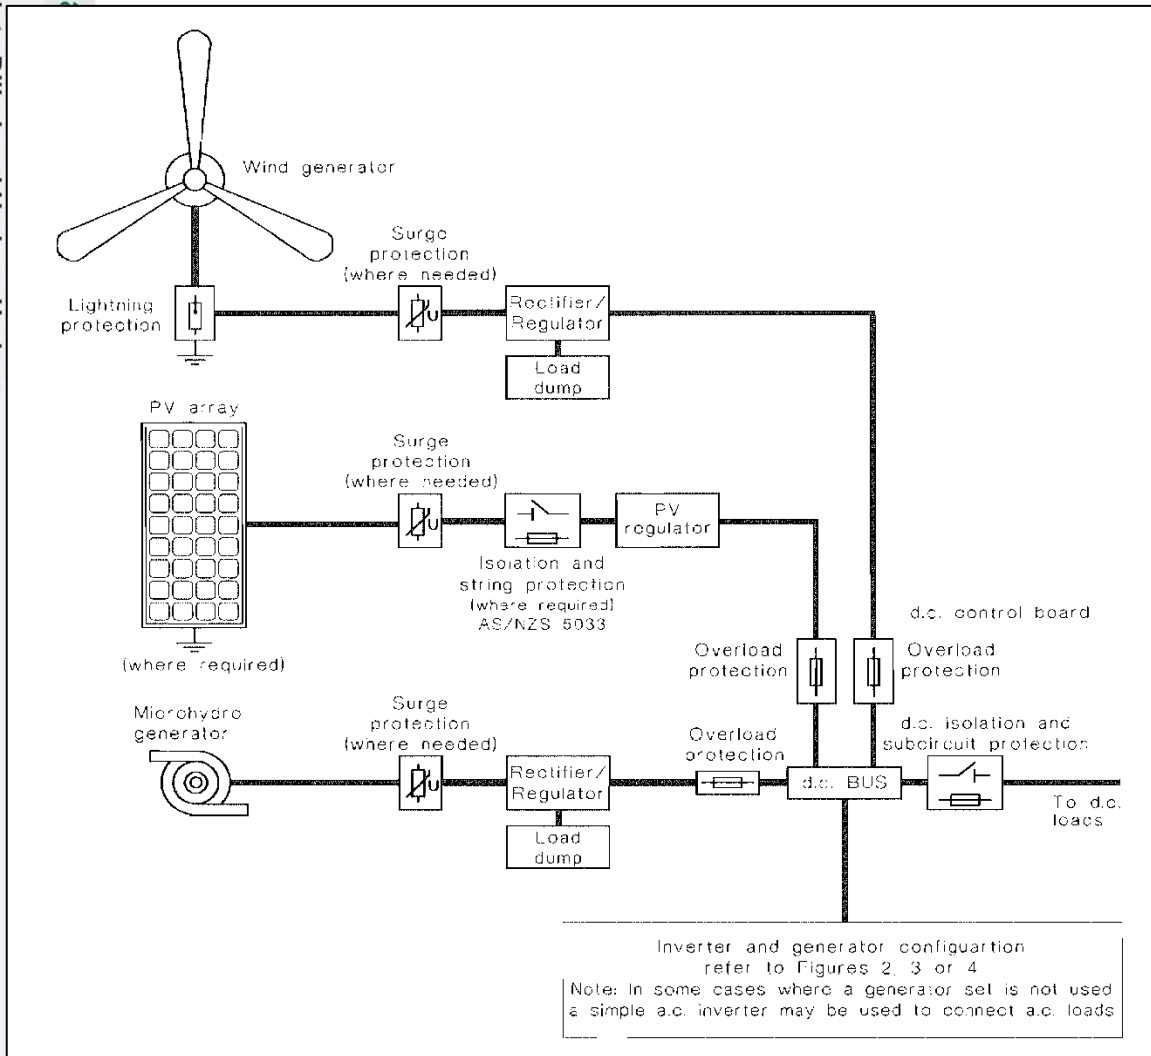 Wind generator
Surge
protection
(where needed)
Lightning
protection
U
Rectifier/
Regulator
Load
dump
PV array
Surge
protection
(where needed)
U
PV
regulator
Isolation and
string protection
(where required)
AS/NZS 5033
(where required)
d.c. control board
Overload
protection
Overload
protection
Microhydro
generator
Surge
protection
(where needed)
U
Rectifier/
Regulator
Load
dump
Overload
protection
d.c. BUS
d.c. isolation and
subcircuit protection
To d.c.
loads
Inverter and generator configuartion
refer to Figures 2, 3 or 4
Note: In some cases where a generator set is not used
a simple a.c. inverter may be used to connect a.c. loads